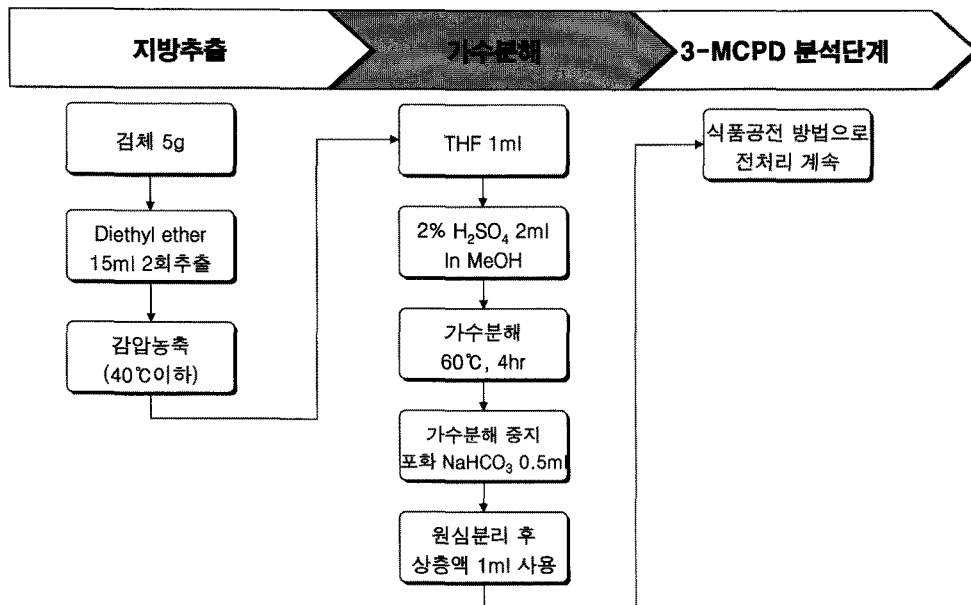 지방추출
가수분해
3-MCPD 분석단계
검체 5g
Diethyl ether
15ml 2회추출
감압농축
(40℃이하)
THF 1ml
2% H₂SO₄ 2ml
In MeOH
가수분해
60℃, 4hr
가수분해 중지
포화 NaHCO₃ 0.5ml
원심분리 후
상층액 1ml 사용
식품공전 방법으로
전처리 계속